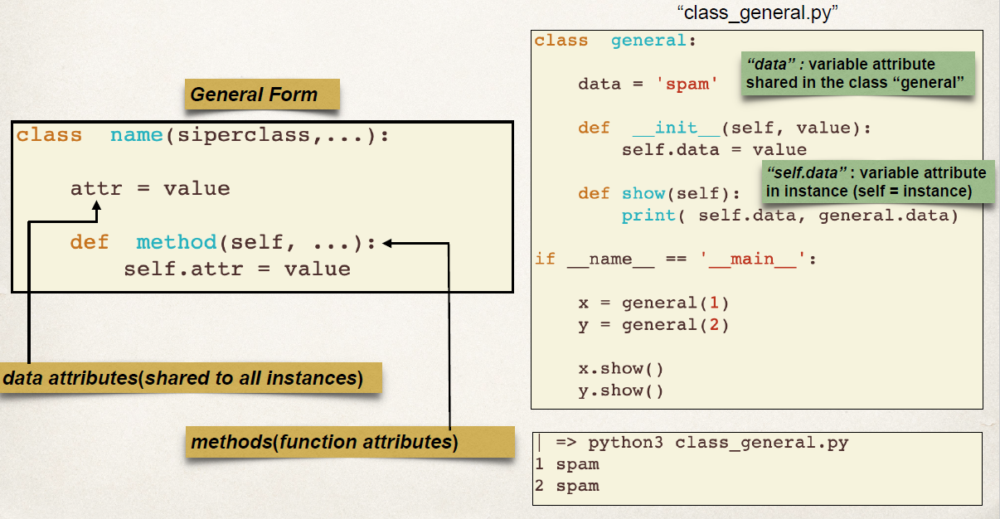 General Form
class  name(siperclass,...):
attr = value
def  method(self, ...):
self.attr = value
data attributes(shared to all instances)
methods(function attributes)
“class_general.py”
class  general:
data = 'spam'
“data” : variable attribute
shared in the class “general”
def  __init__(self, value):
self.data = value
“self.data” : variable attribute
in instance (self = instance)
def show(self):
print( self.data, general.data)
if __name__ == '__main__':
x = general(1)
y = general(2)
x.show()
y.show()
| => python3 class_general.py
1 spam
2 spam